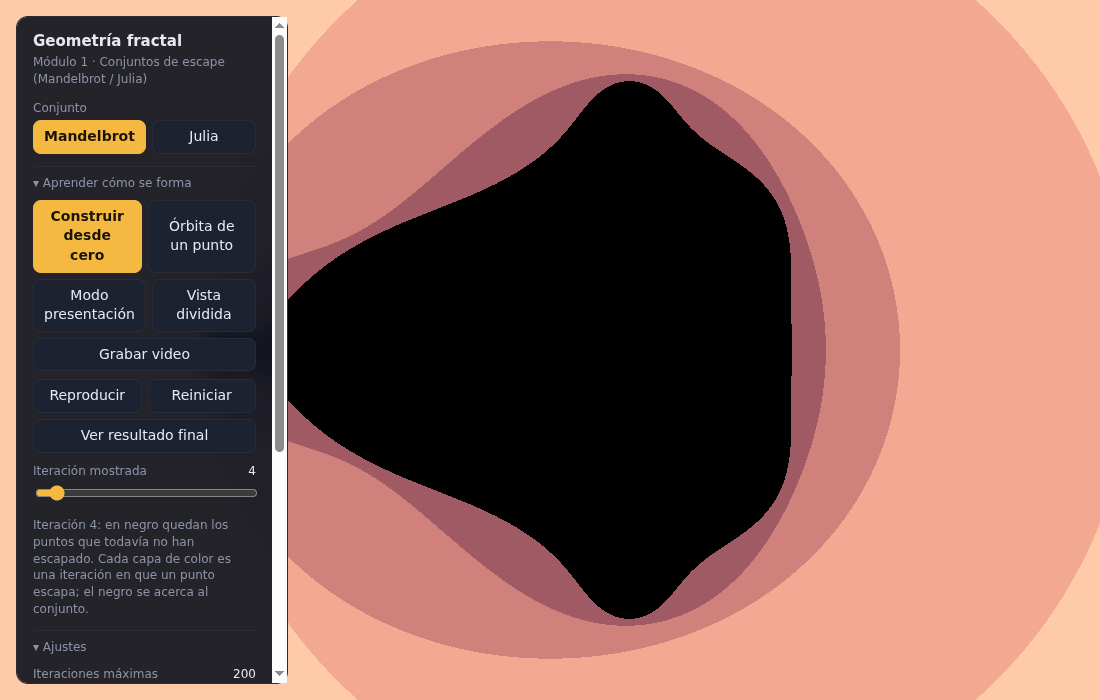 Geometría fractal
Módulo 1 · Conjuntos de escape
(Mandelbrot / Julia)
Conjunto
Mandelbrot
Julia
▾ Aprender cómo se forma
Construir
desde
cero
Órbita de
un punto
Modo
presentación
Vista
dividida
Grabar video
Reproducir
Reiniciar
Ver resultado final
Iteración mostrada 4
Iteración 4: en negro quedan los
puntos que todavía no han
escapado. Cada capa de color es
una iteración en que un punto
escapa; el negro se acerca al
conjunto.
▾ Ajustes
Iteraciones máximas 200